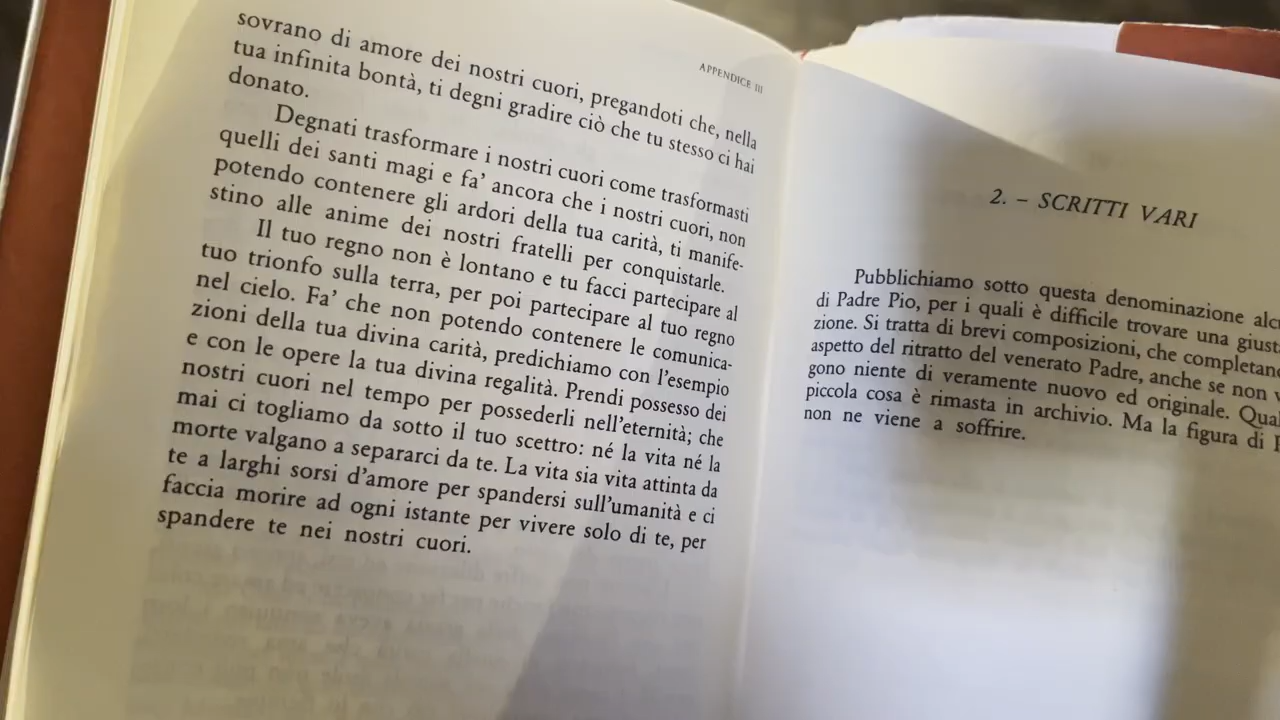 APPENDICE III
sovrano di amore dei nostri cuori, pregandoti che, nella
tua infinita bontà, ti degni gradire ciò che tu stesso ci hai
donato.
Degnati trasformare i nostri cuori come trasformasti
quelli dei santi magi e fa' ancora che i nostri cuori, non
potendo contenere gli ardori della tua carità, ti manife-
stino alle anime dei nostri fratelli per conquistarle.
Il tuo regno non è lontano e tu facci partecipare al
tuo trionfo sulla terra, per poi partecipare al tuo regno
nel cielo. Fa' che non potendo contenere le comunica-
zioni della tua divina carità, predichiamo con l'esempio
e con le opere la tua divina regalità. Prendi possesso dei
nostri cuori nel tempo per possederli nell'eternità; che
mai ci togliamo da sotto il tuo scettro: né la vita né la
morte valgano a separarci da te. La vita sia vita attinta da
te a larghi sorsi d'amore per spandersi sull'umanità e ci
faccia morire ad ogni istante per vivere solo di te, per
spandere te nei nostri cuori.
2. – SCRITTI VARI
Pubblichiamo sotto questa denominazione
di Padre Pio, per i quali è difficile trovare una
zione. Si tratta di brevi composizioni, che
aspetto del ritratto del venerato Padre, anche se non
gono niente di veramente nuovo ed originale.
piccola cosa è rimasta in archivio. Ma la figura di
non ne viene a soffrire.